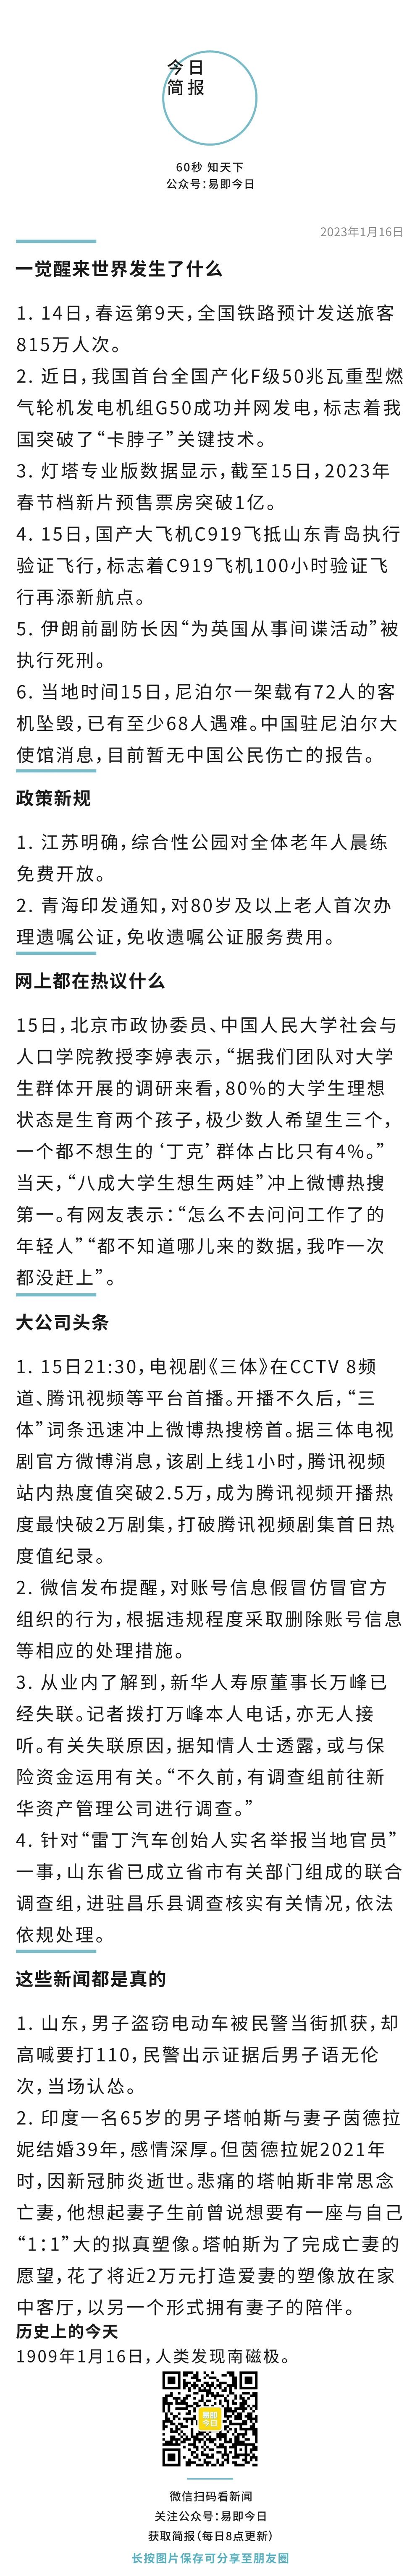 今日
简报
60秒 知天下
公众号：易即今日
2023年1月16日
一觉醒来世界发生了什么
1. 14日，春运第9天，全国铁路预计发送旅客
815万人次。
2. 近日，我国首台全国产化F级50兆瓦重型燃
气轮机发电机组G50成功并网发电，标志着我
国突破了“卡脖子”关键技术。
3. 灯塔专业版数据显示，截至15日，2023年
春节档新片预售票房突破1亿。
4. 15日，国产大飞机C919飞抵山东青岛执行
验证飞行，标志着C919飞机100小时验证飞
行再添新航点。
5. 伊朗前副防长因“为英国从事间谍活动”被
执行死刑。
6. 当地时间15日，尼泊尔一架载有72人的客
机坠毁，已有至少68人遇难。中国驻尼泊尔大
使馆消息，目前暂无中国公民伤亡的报告。
政策新规
1. 江苏明确，综合性公园对全体老年人晨练
免费开放。
2. 青海印发通知，对80岁及以上老人首次办
理遗嘱公证，免收遗嘱公证服务费用。
网上都在热议什么
15日，北京市政协委员、中国人民大学社会与
人口学院教授李婷表示，“据我们团队对大学
生群体开展的调研来看，80%的大学生理想
状态是生育两个孩子，极少数人希望生三个，
一个都不想生的‘丁克’群体占比只有4%。”
当天，“八成大学生想生两娃”冲上微博热搜
第一。有网友表示：“怎么不去问问工作了的
年轻人”“都不知道哪儿来的数据，我咋一次
都没赶上”。
大公司头条
1. 15日21:30，电视剧《三体》在CCTV 8频
道、腾讯视频等平台首播。开播不久后，“三
体”词条迅速冲上微博热搜榜首。据三体电视
剧官方微博消息，该剧上线1小时，腾讯视频
站内热度值突破2.5万，成为腾讯视频开播热
度最快破2万剧集，打破腾讯视频剧集首日热
度值纪录。
2. 微信发布提醒，对账号信息假冒仿冒官方
组织的行为，根据违规程度采取删除账号信息
等相应的处理措施。
3. 从业内了解到，新华人寿原董事长万峰已
经失联。记者拨打万峰本人电话，亦无人接
听。有关失联原因，据知情人士透露，或与保
险资金运用有关。“不久前，有调查组前往新
华资产管理公司进行调查。”
4. 针对“雷丁汽车创始人实名举报当地官员”
一事，山东省已成立省市有关部门组成的联合
调查组，进驻昌乐县调查核实有关情况，依法
依规处理。
这些新闻都是真的
1. 山东，男子盗窃电动车被民警当街抓获，却
高喊要打110，民警出示证据后男子语无伦
次，当场认怂。
2. 印度一名65岁的男子塔帕斯与妻子茵德拉
妮结婚39年，感情深厚。但茵德拉妮2021年
时，因新冠肺炎逝世。悲痛的塔帕斯非常思念
亡妻，他想起妻子生前曾说想要有一座与自己
“1：1”大的拟真塑像。塔帕斯为了完成亡妻的
愿望，花了将近2万元打造爱妻的塑像放在家
中客厅，以另一个形式拥有妻子的陪伴。
历史上的今天
1909年1月16日，人类发现南磁极。
易即
今日
微信扫码看新闻
关注公众号：易即今日
获取简报（每日8点更新）
长按图片保存可分享至朋友圈